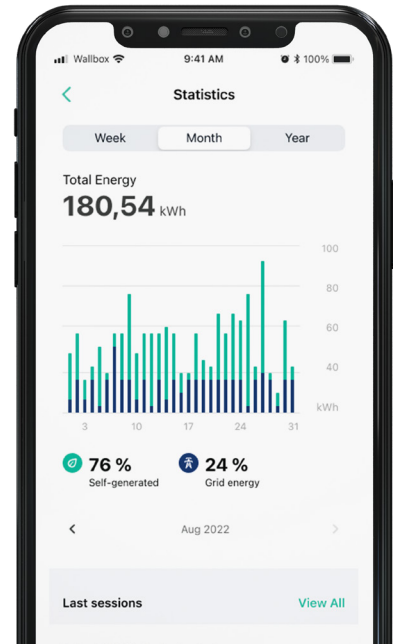 Wallbox 9:41 AM 100%
Statistics
Week Month Year
Total Energy
180,54 kWh
100
80
60
40
kWh
3 10 17 24 31
76 % 24 %
Self-generated Grid energy
Aug 2022
Last sessions View All